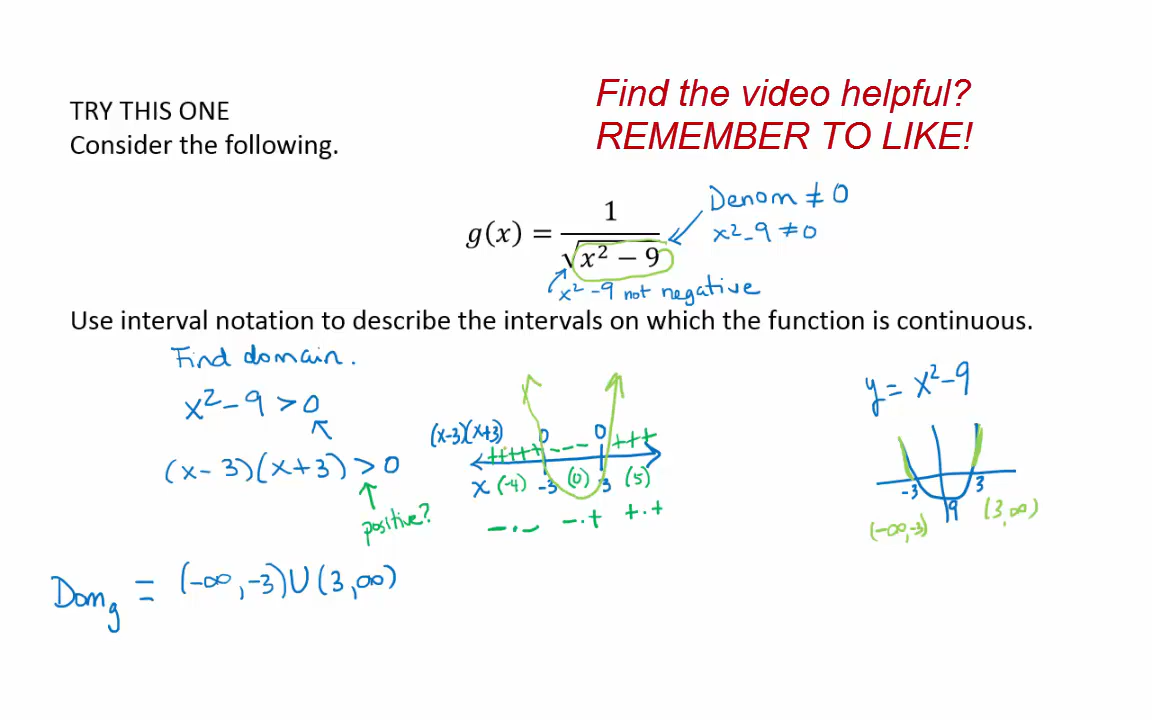 Find the video helpful?
REMEMBER TO LIKE!
TRY THIS ONE
Consider the following.
g(x) = 1 / √(x² − 9)
Denom ≠ 0
x² - 9 ≠ 0
x² - 9 not negative
Use interval notation to describe the intervals on which the function is continuous.
Find domain.
x² - 9 > 0
(x - 3)(x + 3) > 0
positive?
(x-3)(x+3) ++++ 0 --- 0 +++
x (-4) -3 (0) 3 (5)
-·- -·+ +·+
y = x² - 9
-3 3
9
(-∞,-3) (3,∞)
Dom g = (-∞,-3)∪(3,∞)